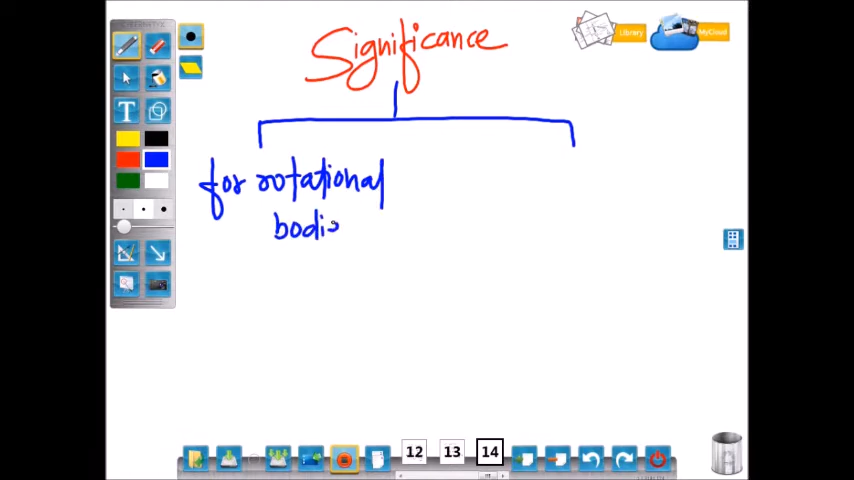 Significance
Library
MyCloud
for rotational
bodi
T
12 13 14